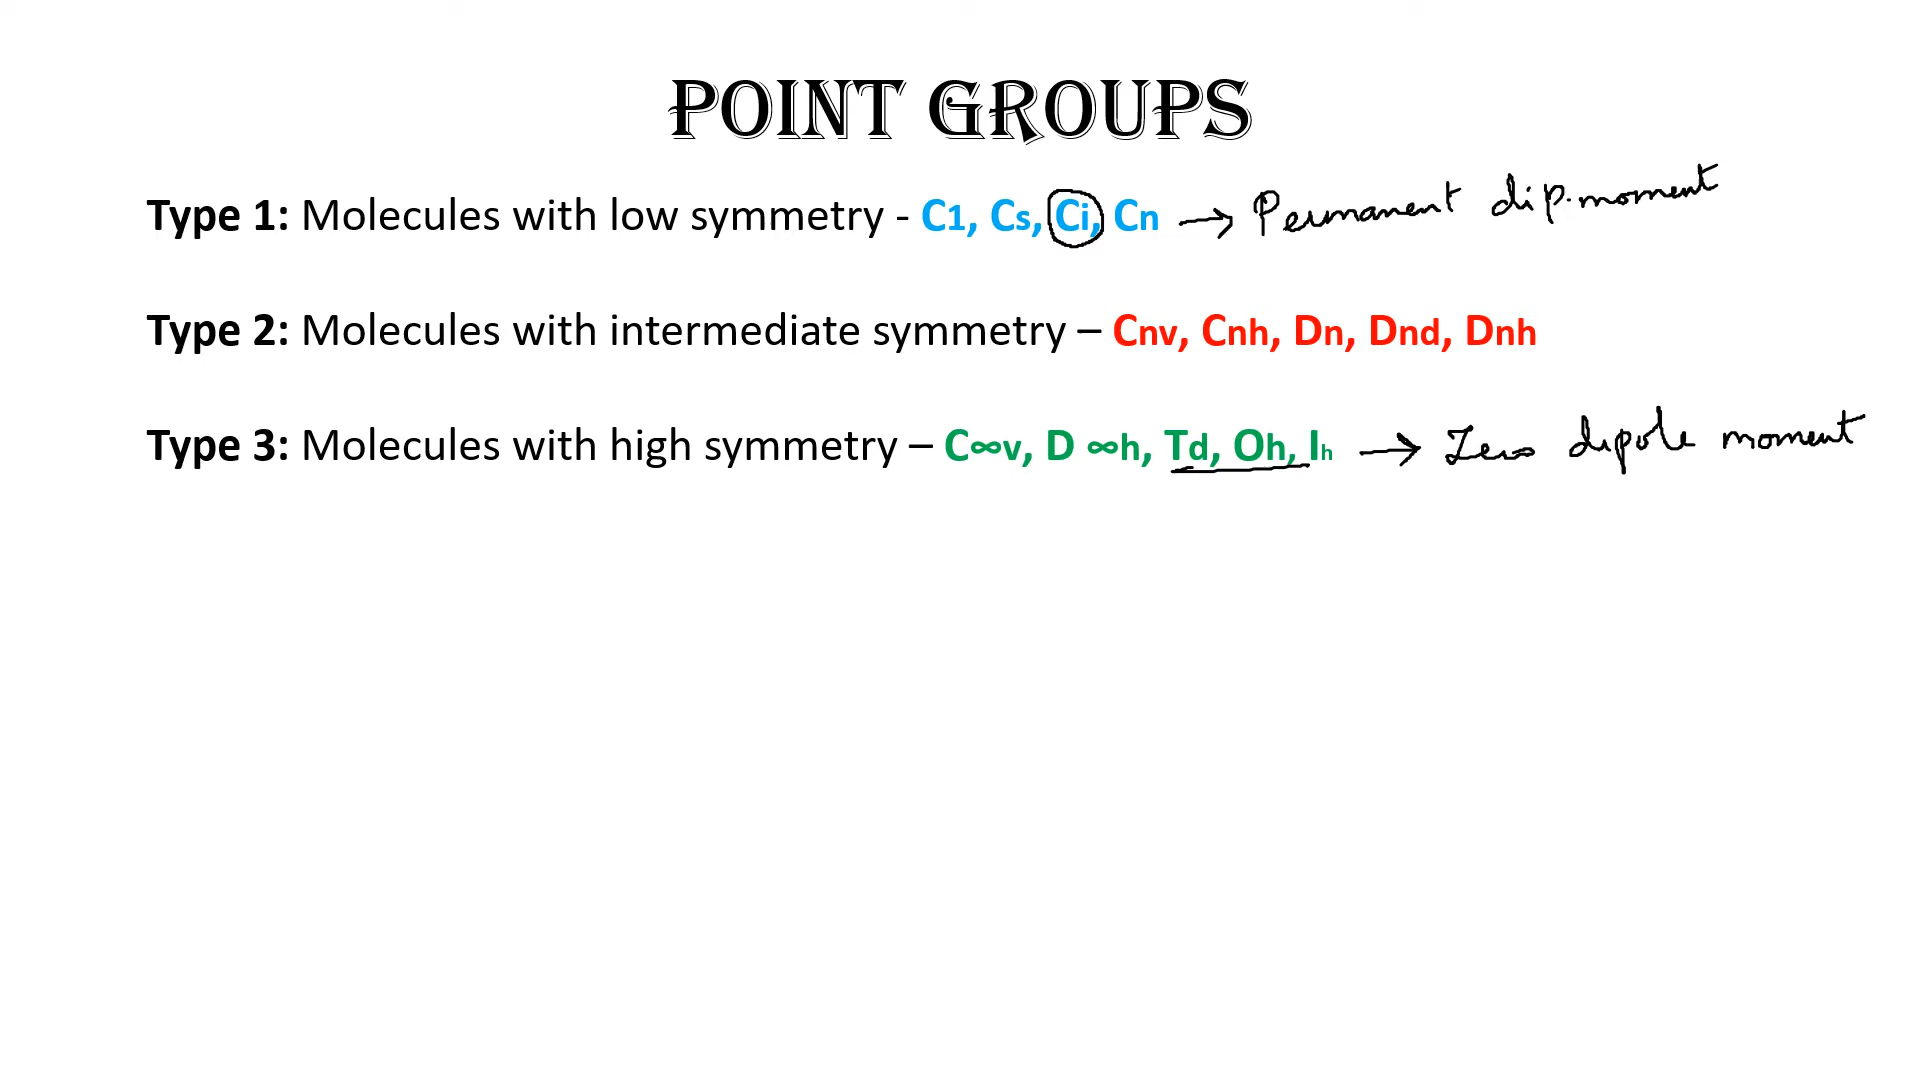 POINT GROUPS
Type 1: Molecules with low symmetry - C1, Cs, Ci, Cn → Permanent dip.moment
Type 2: Molecules with intermediate symmetry – Cnv, Cnh, Dn, Dnd, Dnh
Type 3: Molecules with high symmetry – C∞v, D ∞h, Td, Oh, Ih → Zero dipole moment